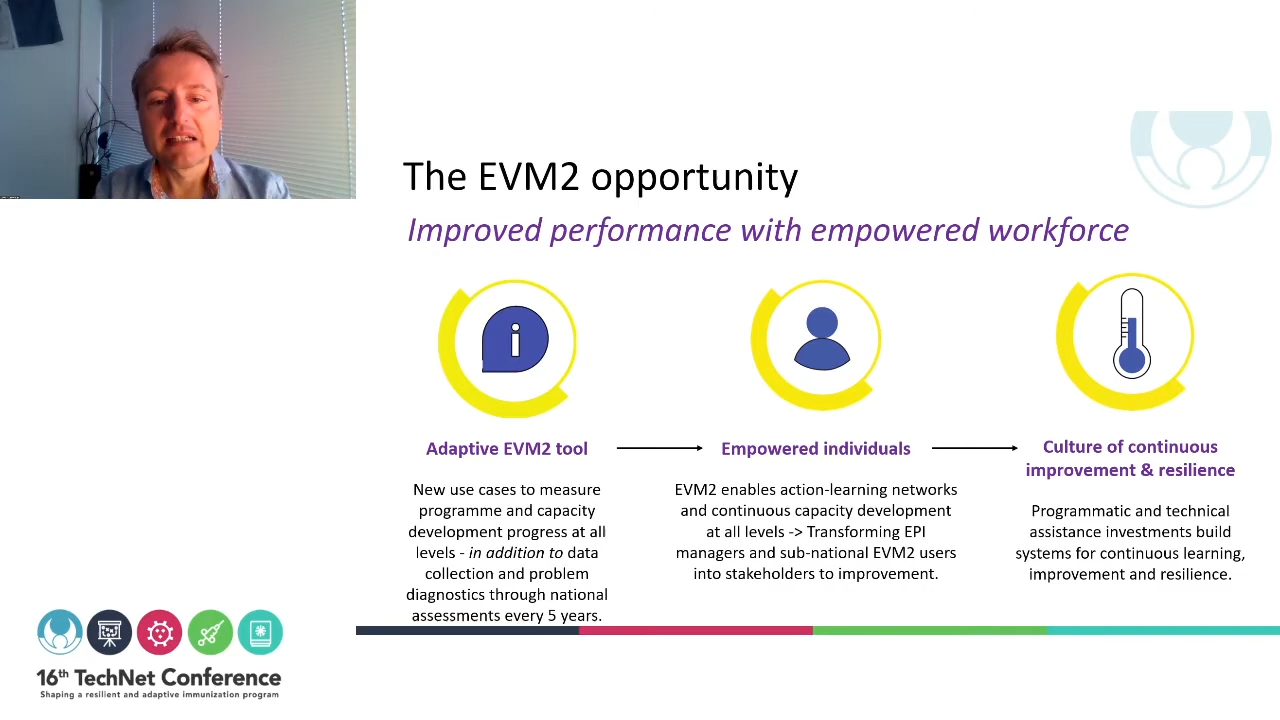 The EVM2 opportunity
Improved performance with empowered workforce
Adaptive EVM2 tool
New use cases to measure
programme and capacity
development progress at all
levels - in addition to data
collection and problem
diagnostics through national
assessments every 5 years.
Empowered individuals
EVM2 enables action-learning networks
and continuous capacity development
at all levels -> Transforming EPI
managers and sub-national EVM2 users
into stakeholders to improvement.
Culture of continuous
improvement & resilience
Programmatic and technical
assistance investments build
systems for continuous learning,
improvement and resilience.
16th TechNet Conference
Shaping a resilient and adaptive immunization program